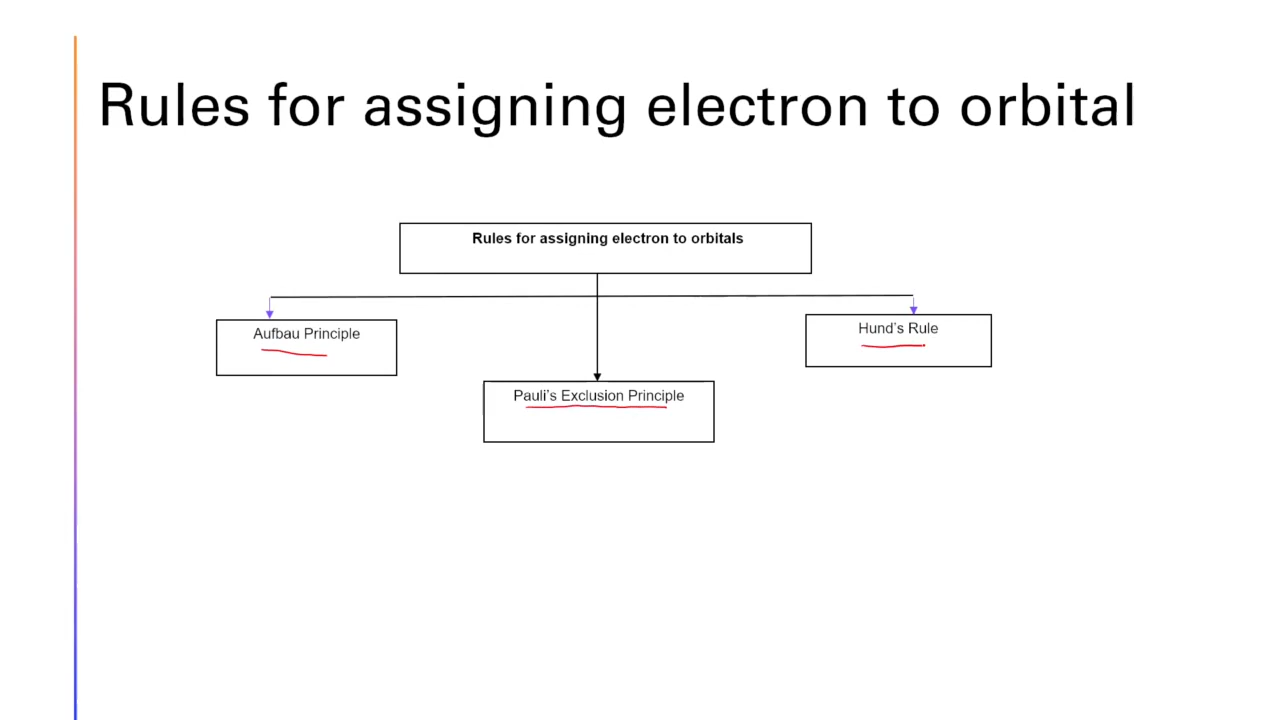 Rules for assigning electron to orbital
Rules for assigning electron to orbitals
Aufbau Principle
Hund’s Rule
Pauli’s Exclusion Principle